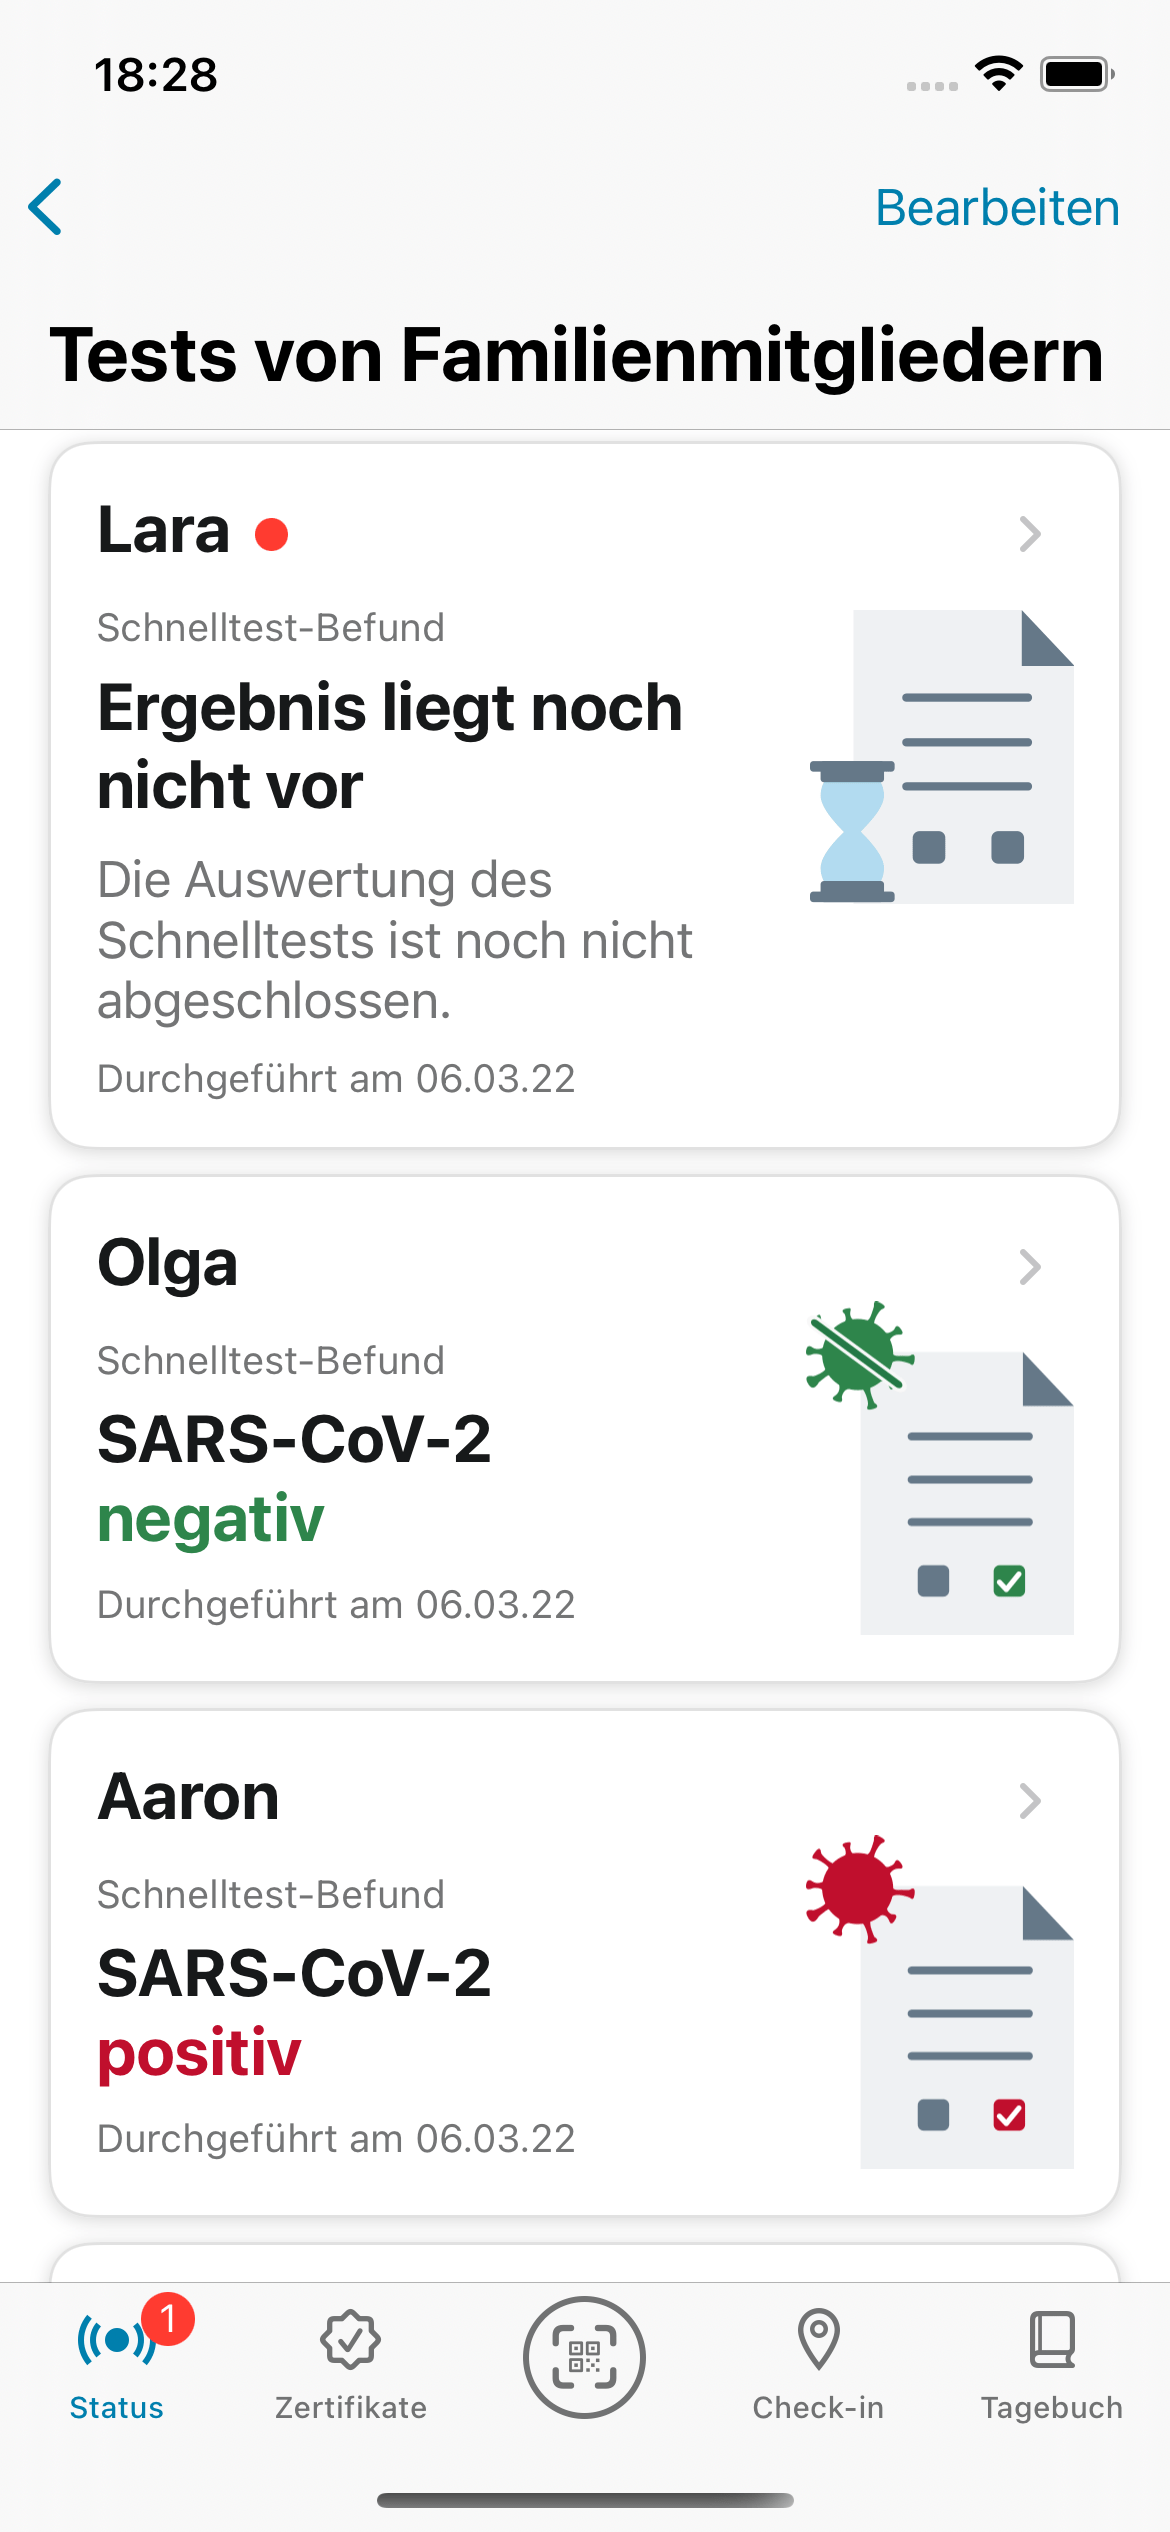 18:28
Bearbeiten
Tests von Familienmitgliedern
Lara
Schnelltest-Befund
Ergebnis liegt noch
nicht vor
Die Auswertung des
Schnelltests ist noch nicht
abgeschlossen.
Durchgeführt am 06.03.22
Olga
Schnelltest-Befund
SARS-CoV-2
negativ
Durchgeführt am 06.03.22
Aaron
Schnelltest-Befund
SARS-CoV-2
positiv
Durchgeführt am 06.03.22
1
Status
Zertifikate
Check-in
Tagebuch